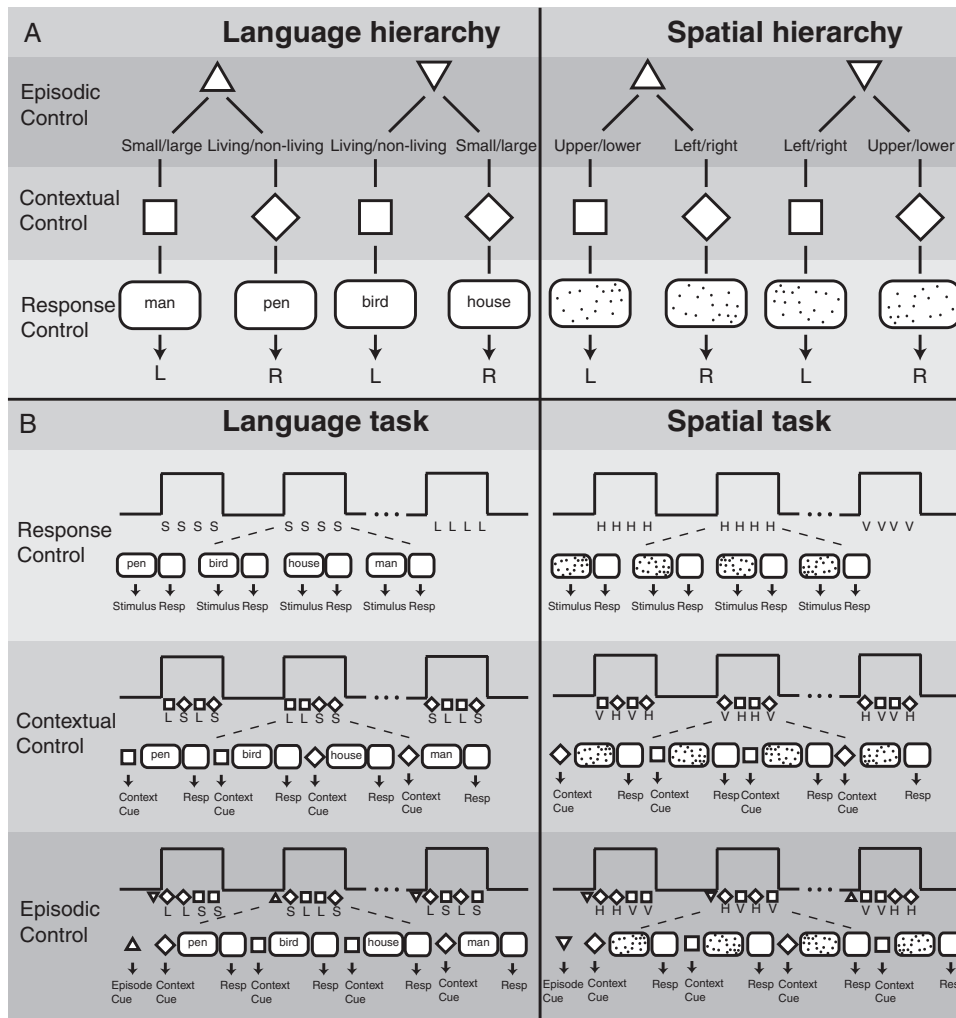 A
Language hierarchy
Spatial hierarchy
Episodic
Control
Small/large Living/non-living Living/non-living Small/large
Upper/lower Left/right Left/right Upper/lower
Contextual
Control
Response
Control
man pen bird house
L R L R
L R L R
B
Language task
Spatial task
Response
Control
S S S S S S S S ... L L L L
H H H H H H H H ... V V V V
pen bird house man
Stimulus Resp Stimulus Resp Stimulus Resp Stimulus Resp
Stimulus Resp Stimulus Resp Stimulus Resp Stimulus Resp
Contextual
Control
L S L S L L S S ... S L L S
V H V H V H H V ... H V V H
pen bird house man
Context Resp Context Resp Context Resp Context Resp
Cue Cue Cue Cue
Context Resp Context Resp Context Resp Context Resp
Cue Cue Cue Cue
Episodic
Control
L L S S S L L S ... L S L S
H H V V H V H V ... V V H H
pen bird house man
Episode Context Resp Context Resp Context Resp Context Resp
Cue Cue Cue Cue Cue
Episode Context Resp Context Resp Context Resp Context Resp
Cue Cue Cue Cue Cue